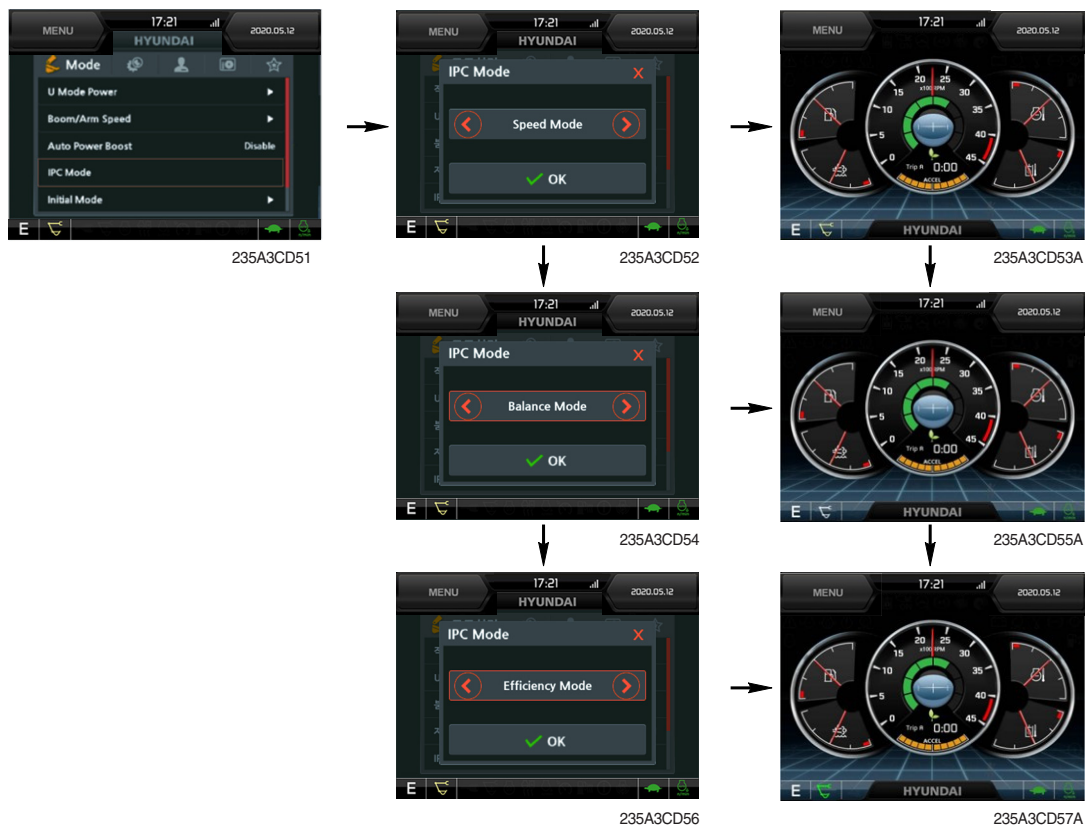 MENU
17:21
2020.05.12
HYUNDAI
Mode
U Mode Power
Boom/Arm Speed
Auto Power Boost Disable
IPC Mode
Initial Mode
E
235A3CD51
MENU
17:21
2020.05.12
HYUNDAI
IPC Mode X
Speed Mode
OK
E
235A3CD52
MENU
17:21
2020.05.12
20 25
x100 RPM
15 30
10 35
5 40
0 45
Trip A 0:00
ACCEL
E
HYUNDAI
235A3CD53A
MENU
17:21
2020.05.12
HYUNDAI
IPC Mode X
Balance Mode
OK
E
235A3CD54
MENU
17:21
2020.05.12
20 25
x100 RPM
15 30
10 35
5 40
0 45
Trip A 0:00
ACCEL
E
HYUNDAI
235A3CD55A
MENU
17:21
2020.05.12
HYUNDAI
IPC Mode X
Efficiency Mode
OK
E
235A3CD56
MENU
17:21
2020.05.12
20 25
x100 RPM
15 30
10 35
5 40
0 45
Trip A 0:00
ACCEL
E
HYUNDAI
235A3CD57A